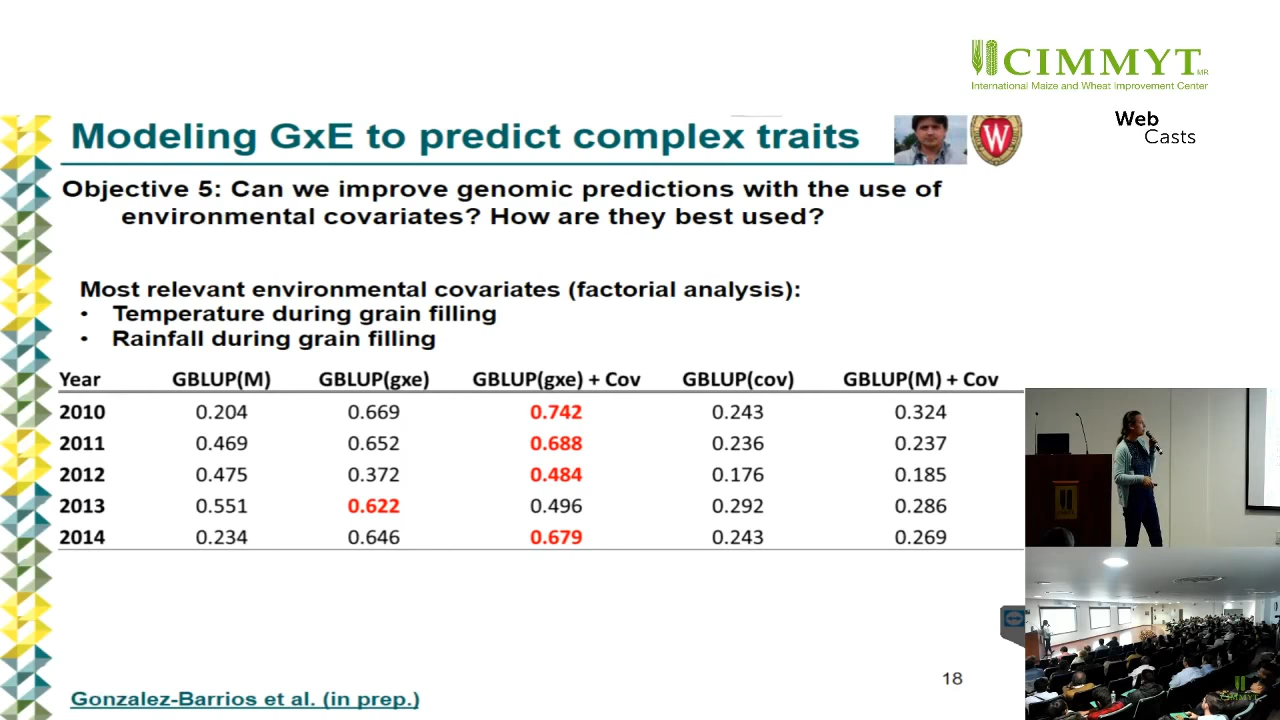 CIMMYT MR
International Maize and Wheat Improvement Center
Web
Casts
Modeling GxE to predict complex traits
W
Objective 5: Can we improve genomic predictions with the use of
environmental covariates? How are they best used?
Most relevant environmental covariates (factorial analysis):
• Temperature during grain filling
• Rainfall during grain filling
Year GBLUP(M) GBLUP(gxe) GBLUP(gxe) + Cov GBLUP(cov) GBLUP(M) + Cov
2010 0.204 0.669 0.742 0.243 0.324
2011 0.469 0.652 0.688 0.236 0.237
2012 0.475 0.372 0.484 0.176 0.185
2013 0.551 0.622 0.496 0.292 0.286
2014 0.234 0.646 0.679 0.243 0.269
18
Gonzalez-Barrios et al. (in prep.)
CIMMYT